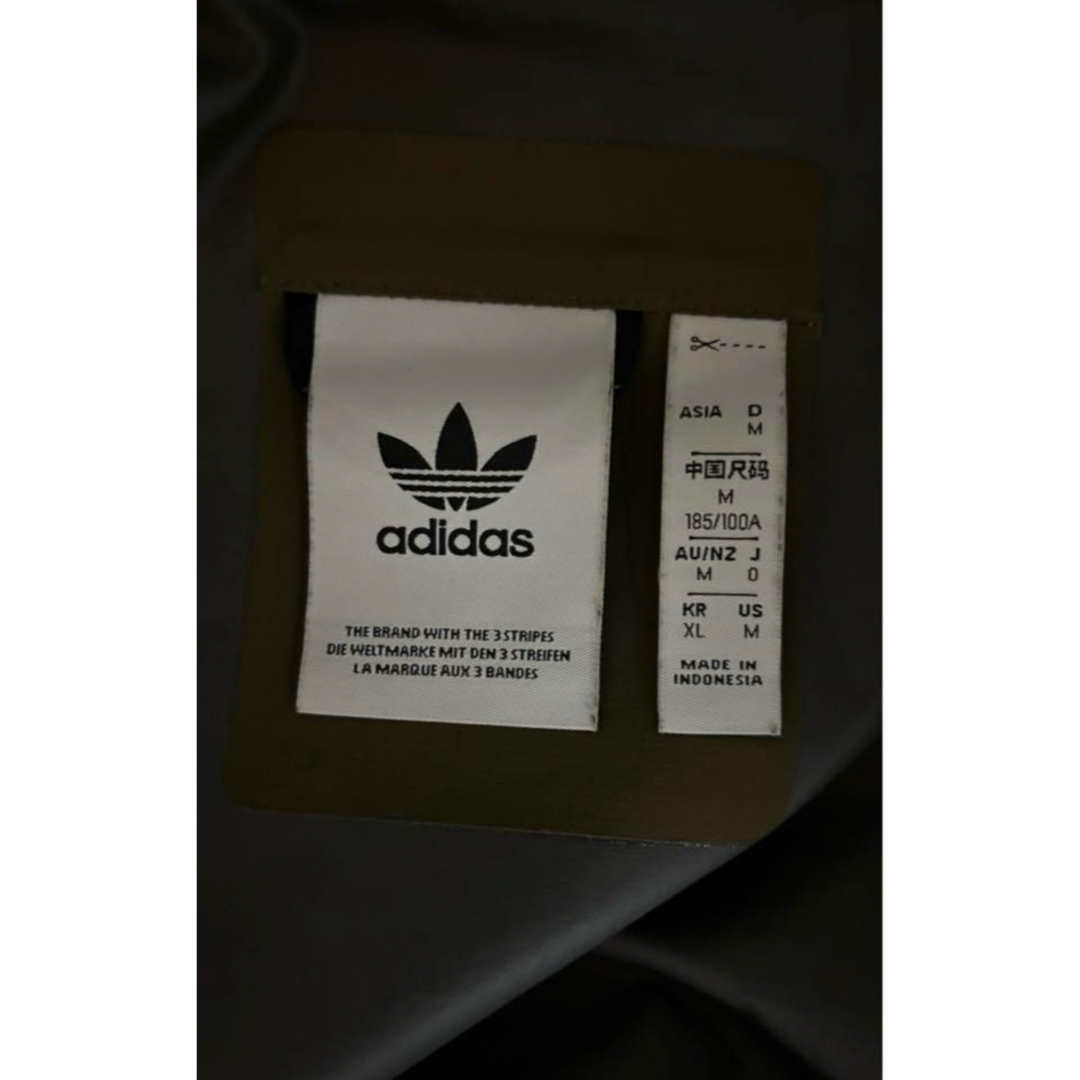 adidas
THE BRAND WITH THE 3 STRIPES
DIE WELTMARKE MIT DEN 3 STREIFEN
LA MARQUE AUX 3 BANDES
ASIA D
M
中国尺码
M
185/100A
AU/NZ J
M O
KR US
XL M
MADE IN
INDONESIA